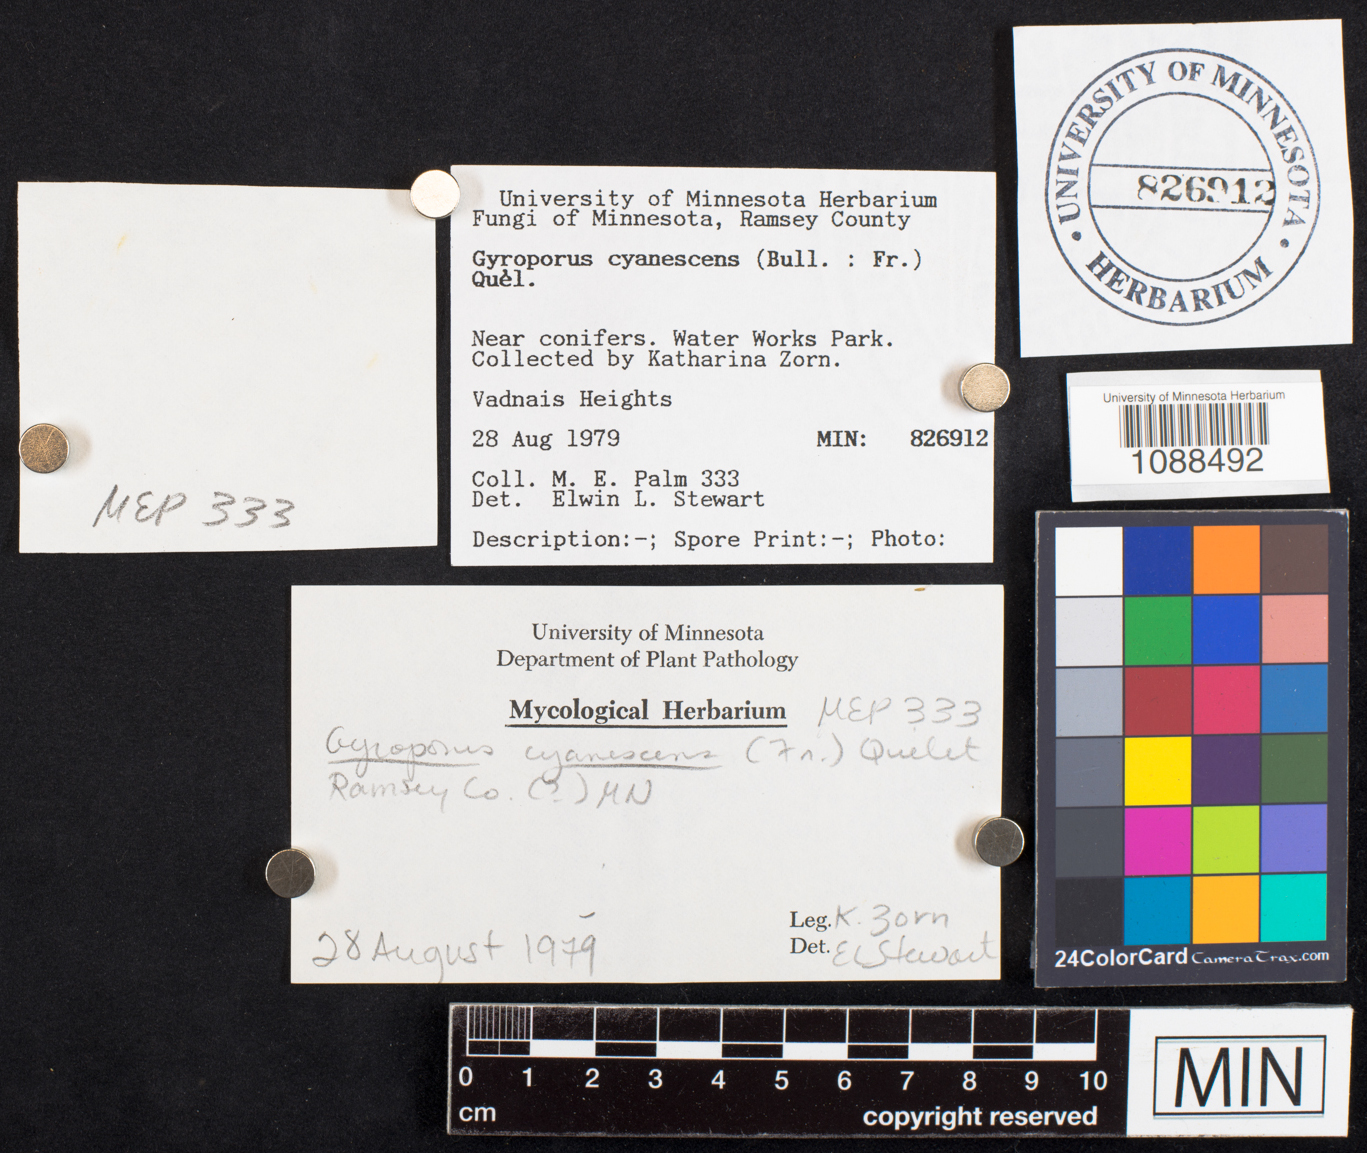 UNIVERSITY OF MINNESOTA
826912
HERBARIUM
University of Minnesota Herbarium
Fungi of Minnesota, Ramsey County
Gyroporus cyanescens (Bull. : Fr.)
Quèl.
Near conifers. Water Works Park.
Collected by Katharina Zorn.
Vadnais Heights
28 Aug 1979 MIN: 826912
Coll. M. E. Palm 333
Det. Elwin L. Stewart
Description:-; Spore Print:-; Photo:
MEP 333
University of Minnesota Herbarium
1088492
University of Minnesota
Department of Plant Pathology
Mycological Herbarium MEP 333
Gyroporus cyanescens (Fr.) Quélet
Ramsey Co. (?) MN
Leg. K. Zorn
28 August 1979 Det. EL Stewart
24ColorCard CameraTrax.com
0 1 2 3 4 5 6 7 8 9 10
cm copyright reserved
MIN